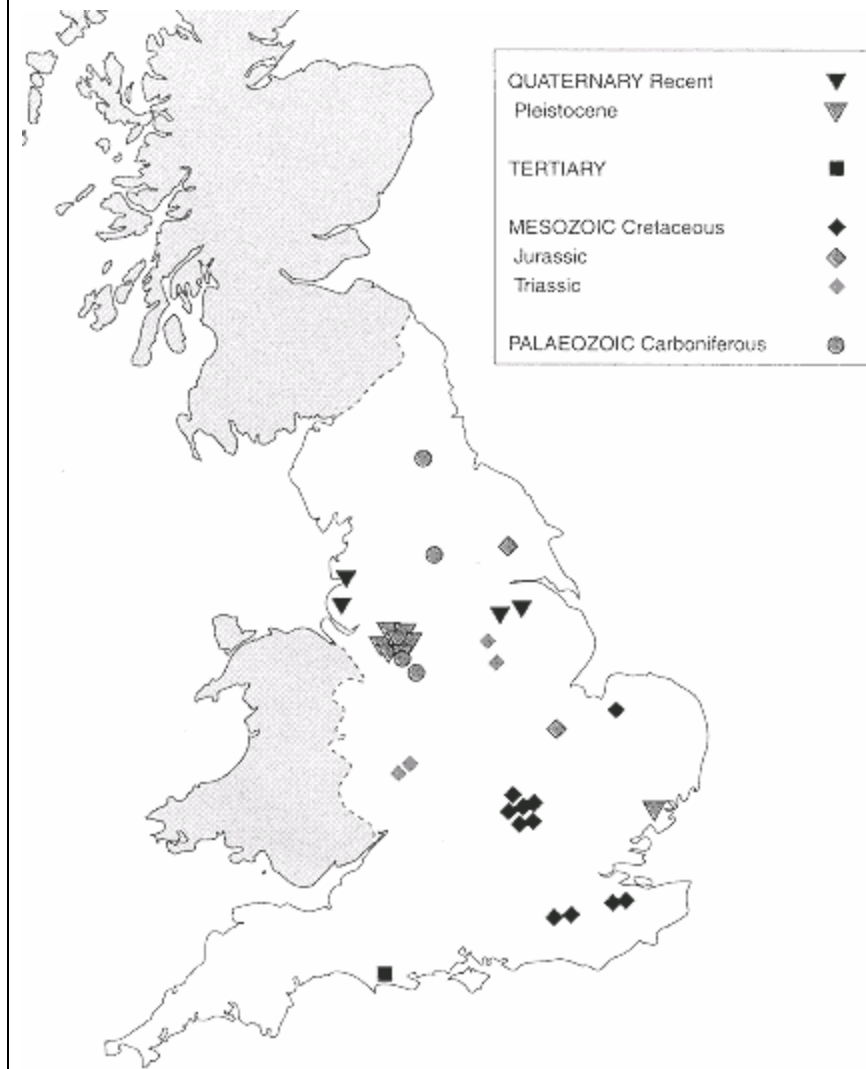 QUATERNARY Recent
Pleistocene
TERTIARY
MESOZOIC Cretaceous
Jurassic
Triassic
PALAEOZOIC Carboniferous